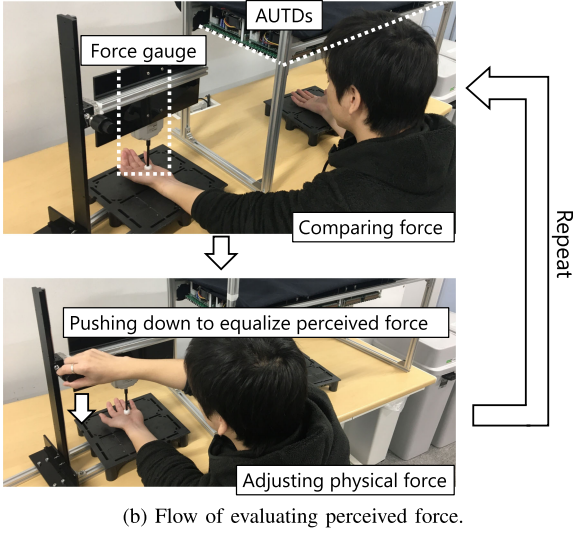 AUTDs
Force gauge
Comparing force
Repeat
Pushing down to equalize perceived force
Adjusting physical force
(b) Flow of evaluating perceived force.